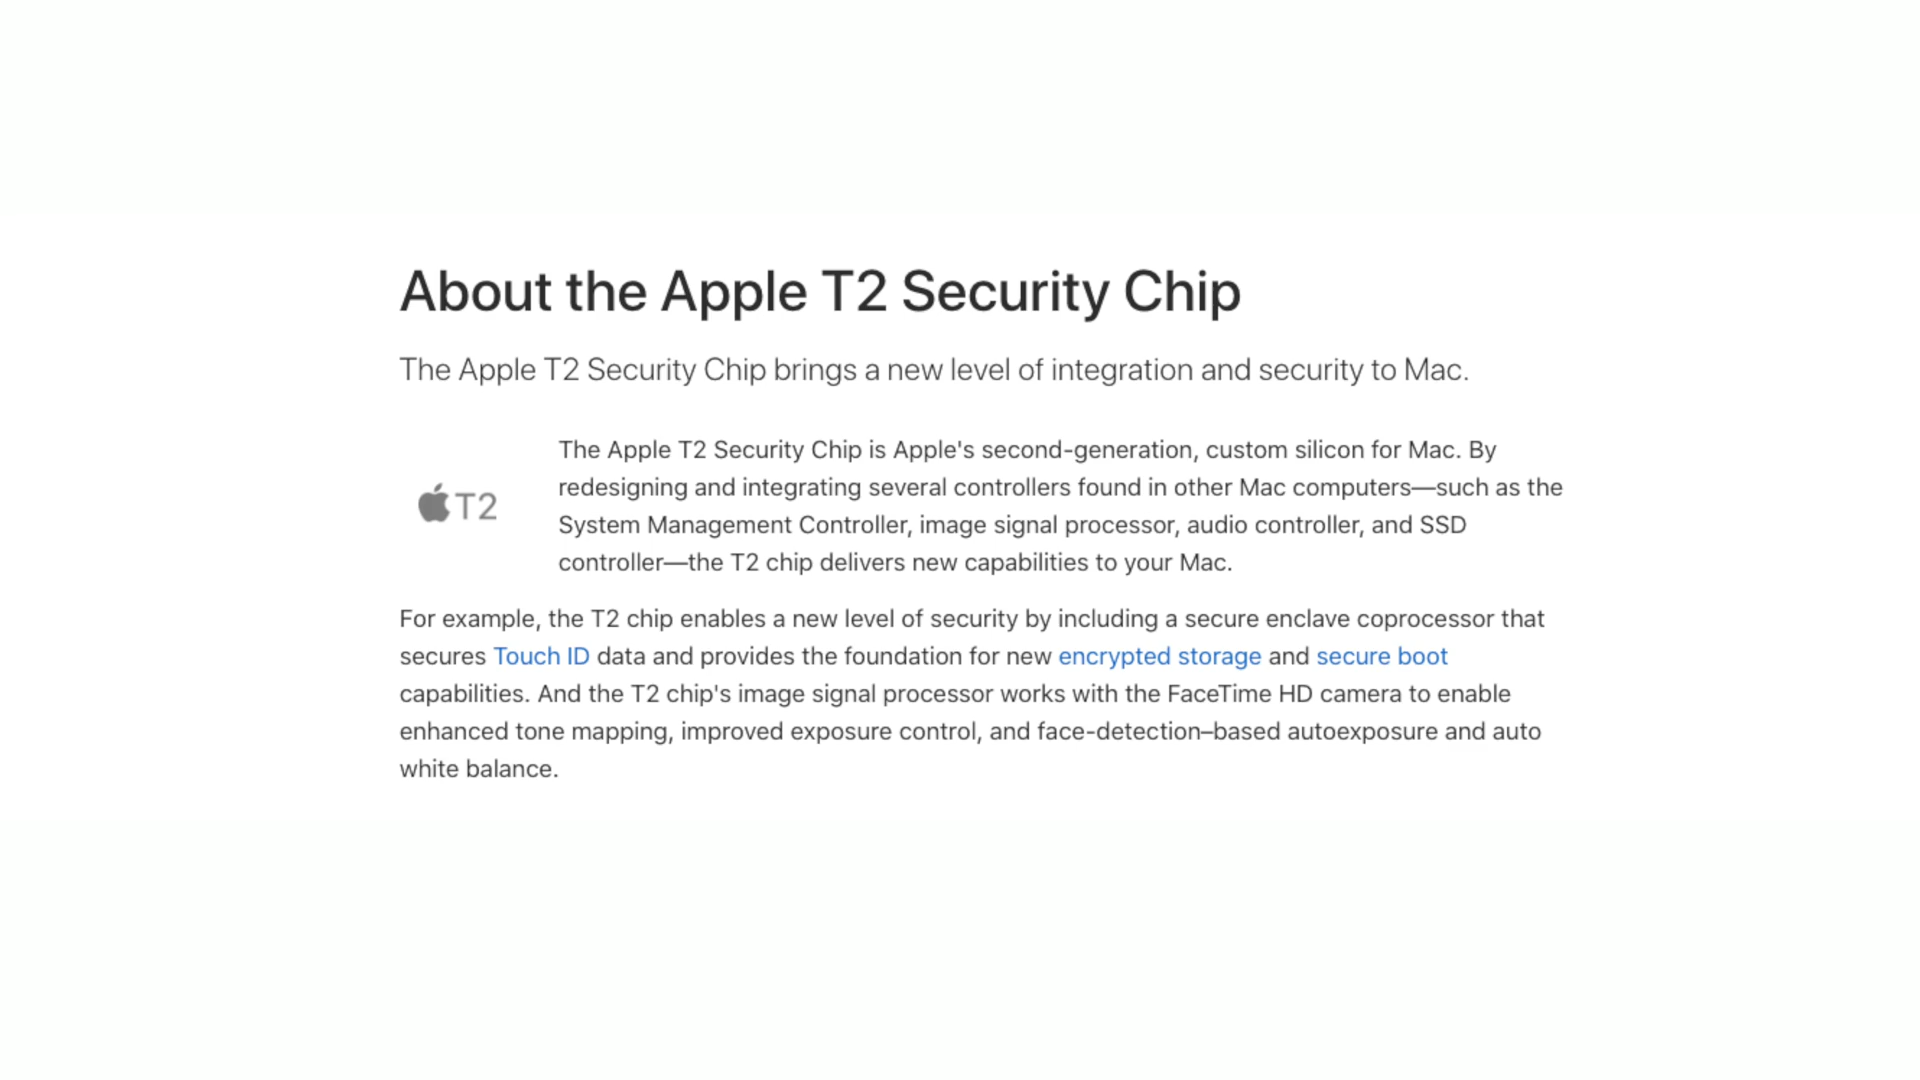 About the Apple T2 Security Chip
The Apple T2 Security Chip brings a new level of integration and security to Mac.
T2
The Apple T2 Security Chip is Apple's second-generation, custom silicon for Mac. By
redesigning and integrating several controllers found in other Mac computers—such as the
System Management Controller, image signal processor, audio controller, and SSD
controller—the T2 chip delivers new capabilities to your Mac.
For example, the T2 chip enables a new level of security by including a secure enclave coprocessor that
secures Touch ID data and provides the foundation for new encrypted storage and secure boot
capabilities. And the T2 chip's image signal processor works with the FaceTime HD camera to enable
enhanced tone mapping, improved exposure control, and face-detection–based autoexposure and auto
white balance.